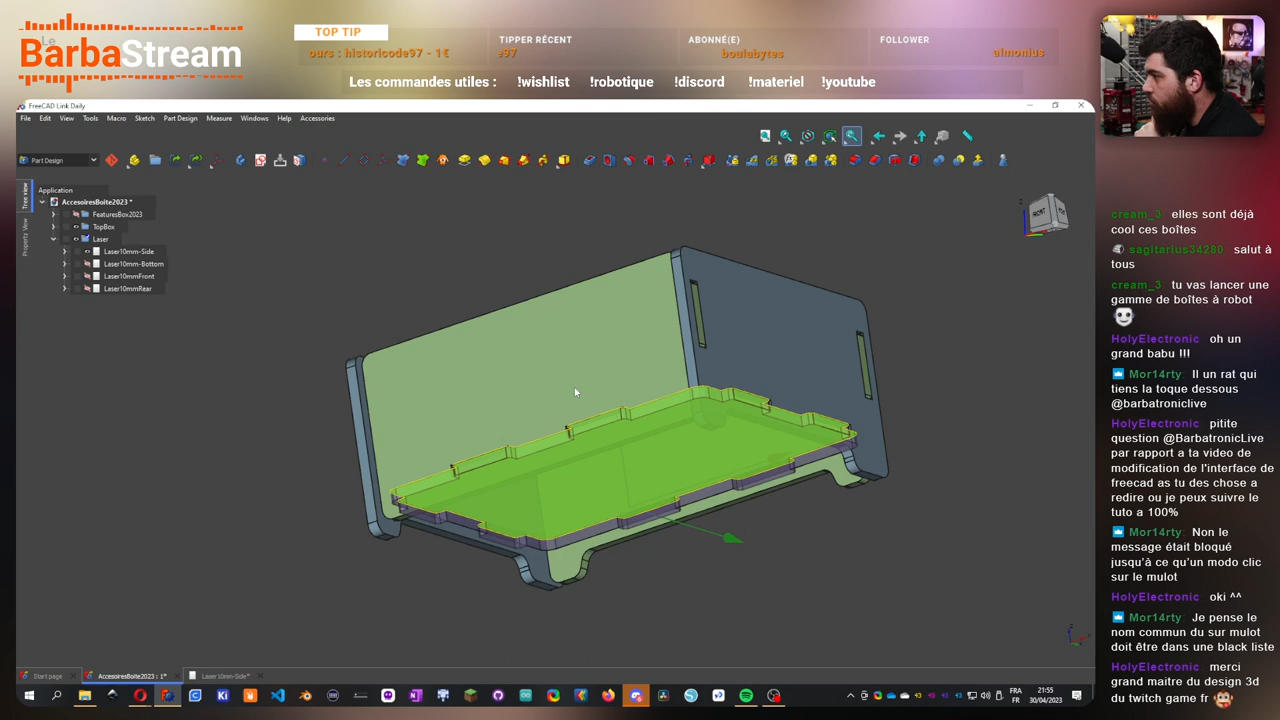 Le
BarbaStream
TOP TIP
ours : historicode97 - 1€
TIPPER RÉCENT
e97
ABONNÉ(E)
boulabytes
FOLLOWER
almonius
Les commandes utiles : !wishlist !robotique !discord !materiel !youtube
FreeCAD Link Daily
File Edit View Tools Macro Sketch Part Design Measure Windows Help Accessories
Part Design
Tree view
Property View
Application
AccesoiresBoite2023 *
FeaturesBox2023
TopBox
Laser
Laser10mm-Side
Laser10mm-Bottom
Laser10mmFront
Laser10mmRear
FRONT
Start page
AccesoiresBoite2023 : 1*
Laser10mm-Side*
FRA
FR
21:55
30/04/2023
cream_3 elles sont déjà
cool ces boîtes
sagitarius34280 salut à
tous
cream_3: tu vas lancer une
gamme de boîtes à robot
HolyElectronic oh un
grand babu !!!
Mor14rty: Il un rat qui
tiens la toque dessous
@barbatroniclive
HolyElectronic pitite
question @BarbatronicLive
par rapport a ta video de
modification de l'interface de
freecad as tu des chose a
redire ou je peux suivre le
tuto a 100%
Mor14rty: Non le
message était bloqué
jusqu'à ce qu'un modo clic
sur le mulot
HolyElectronic oki ^^
Mor14rty: Je pense le
nom commun du sur mulot
doit être dans une black liste
HolyElectronic merci
grand maitre du design 3d
du twitch game fr